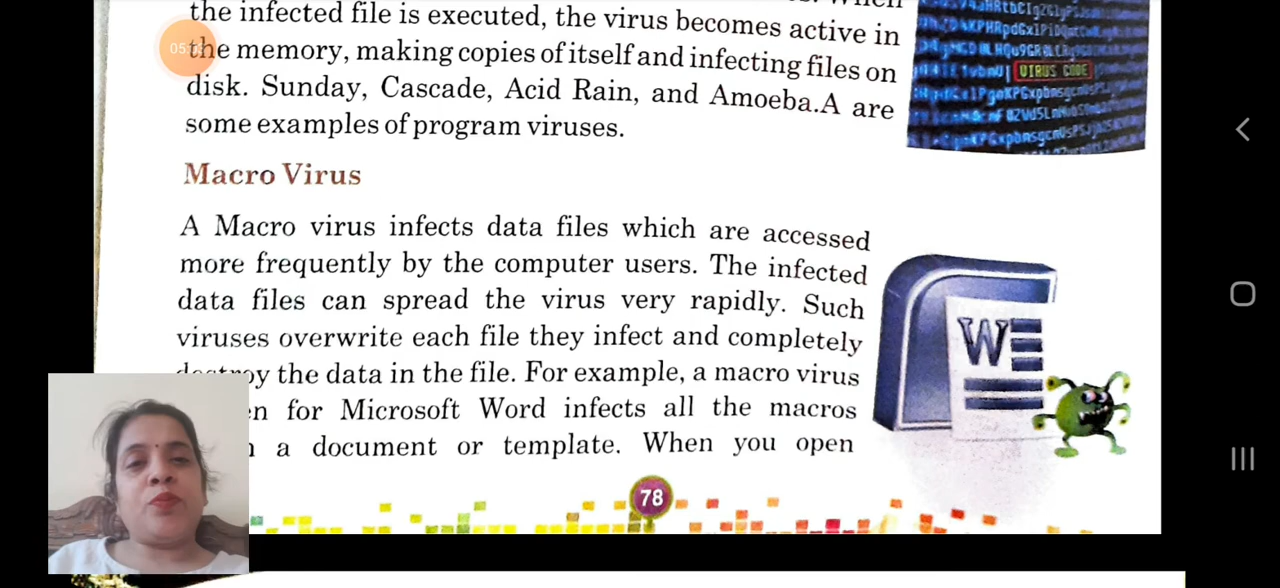 the infected file is executed, the virus becomes active in
the memory, making copies of itself and infecting files on
disk. Sunday, Cascade, Acid Rain, and Amoeba.A are
some examples of program viruses.
VIRUS CODE
Macro Virus
A Macro virus infects data files which are accessed
more frequently by the computer users. The infected
data files can spread the virus very rapidly. Such
viruses overwrite each file they infect and completely
destroy the data in the file. For example, a macro virus
for Microsoft Word infects all the macros
a document or template. When you open
W
78